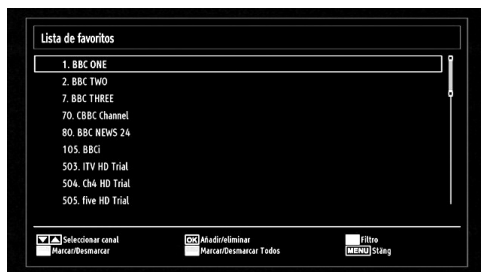 Lista de favoritos
1. BBC ONE
2. BBC TWO
7. BBC THREE
70. CBBC Channel
80. BBC NEWS 24
105. BBCi
503. ITV HD Trial
504. Ch4 HD Trial
505. five HD Trial
Seleccionar canal OK Añadir/eliminar Filtro
Marcar/Desmarcar Marcar/Desmarcar Todos MENU Stäng